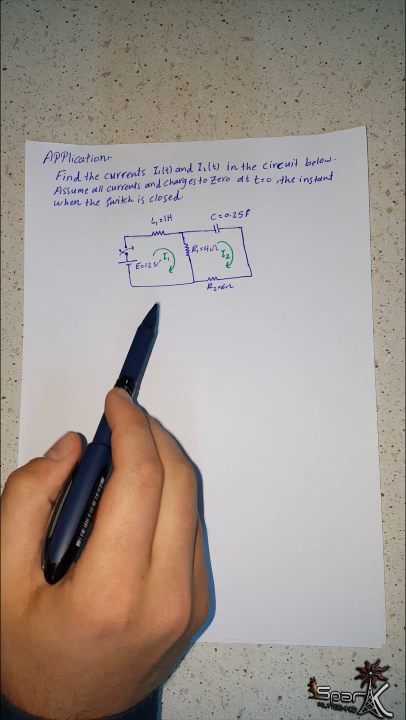 Application:
Find the currents I₁(t) and I₂(t) in the circuit below.
Assume all currents and charges to zero at t=0, the instant
when the switch is closed
L₁=1H
C=0.25F
E=12V
I₁
R₁=4Ω
I₂
R₂=6Ω
Spark